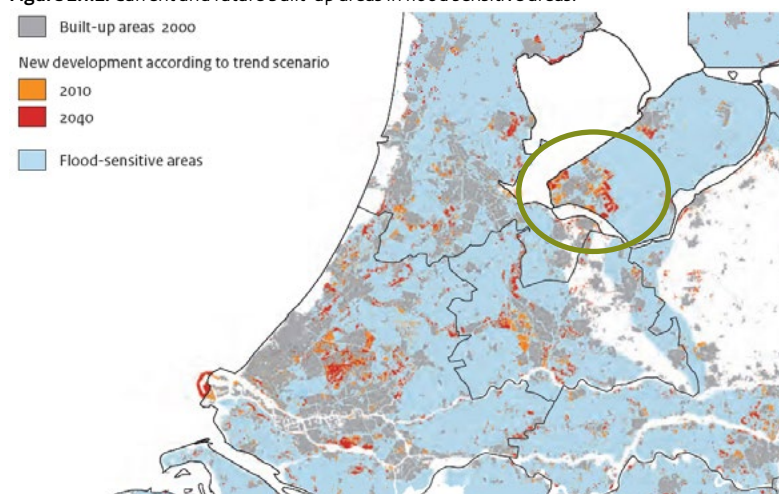 Built-up areas 2000
New development according to trend scenario
2010
2040
Flood-sensitive areas